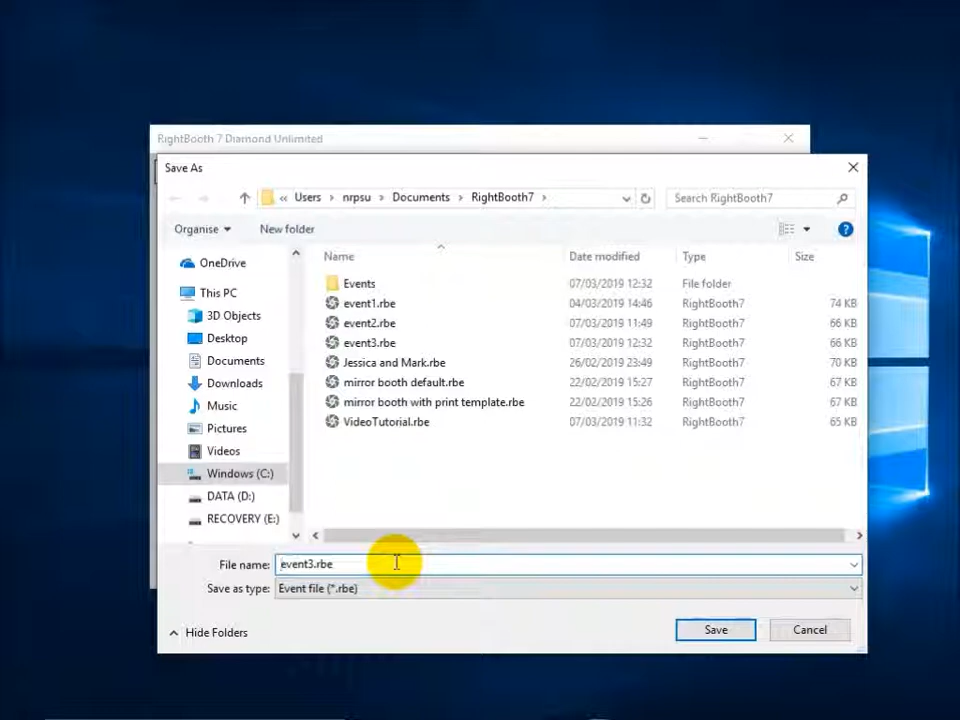 RightBooth 7 Diamond Unlimited
Save As
« Users › nrpsu › Documents › RightBooth7 ›
Search RightBooth7
Organise
New folder
Name
Date modified
Type
Size
OneDrive
This PC
3D Objects
Desktop
Documents
Downloads
Music
Pictures
Videos
Windows (C:)
DATA (D:)
RECOVERY (E:)
Events 07/03/2019 12:32 File folder
event1.rbe 04/03/2019 14:46 RightBooth7 74 KB
event2.rbe 07/03/2019 11:49 RightBooth7 66 KB
event3.rbe 07/03/2019 12:32 RightBooth7 66 KB
Jessica and Mark.rbe 26/02/2019 23:49 RightBooth7 70 KB
mirror booth default.rbe 22/02/2019 15:27 RightBooth7 67 KB
mirror booth with print template.rbe 22/02/2019 15:26 RightBooth7 67 KB
VideoTutorial.rbe 07/03/2019 11:32 RightBooth7 65 KB
File name: event3.rbe
Save as type: Event file (*.rbe)
Hide Folders
Save
Cancel